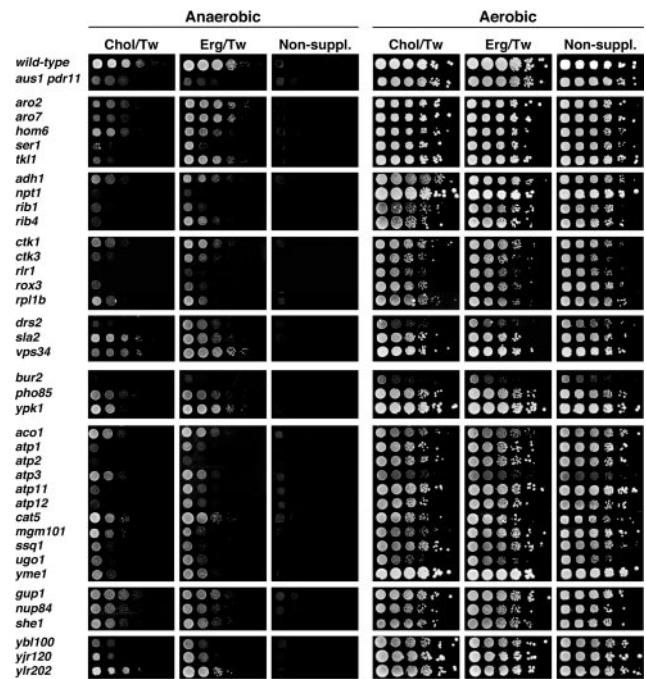 Anaerobic Aerobic
Chol/Tw Erg/Tw Non-suppl. Chol/Tw Erg/Tw Non-suppl.
wild-type
aus1 pdr11
aro2
aro7
hom6
ser1
tkl1
adh1
npt1
rib1
rib4
ctk1
ctk3
rlr1
rox3
rpl1b
drs2
sla2
vps34
bur2
pho85
ypk1
aco1
atp1
atp2
atp3
atp11
atp12
cat5
mgm101
ssq1
ugo1
yme1
gup1
nup84
she1
ybl100
yjr120
ylr202